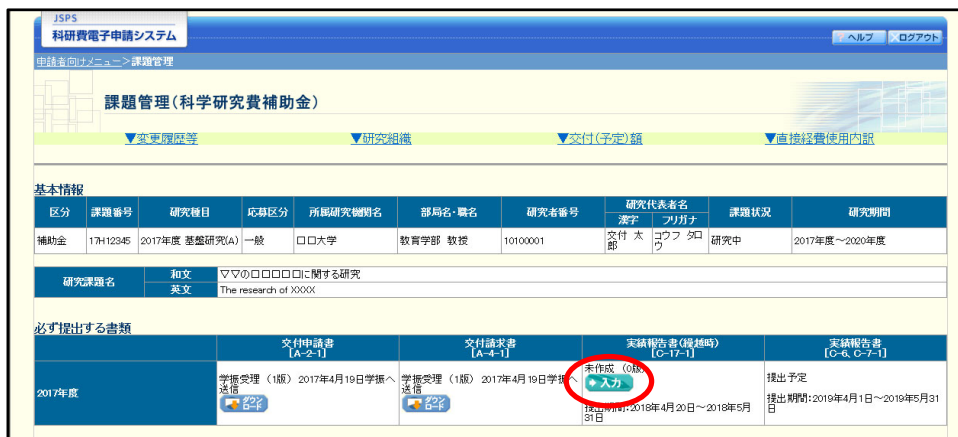 JSPS
科研費電子申請システム
ヘルプ ログアウト
申請者向けメニュー>課題管理
課題管理(科学研究費補助金)
▼変更履歴等 ▼研究組織 ▼交付(予定)額 ▼直接経費使用内訳
基本情報
区分 課題番号 研究種目 応募区分 所属研究機関名 部局名・職名 研究者番号 研究代表者名 課題状況 研究期間
漢字 フリガナ
補助金 17H12345 2017年度 基盤研究(A) 一般 口口大学 教育学部 教授 10100001 交付 太郎 コウフ タロウ 研究中 2017年度~2020年度
研究課題名 和文 ▽▽の口口口口口に関する研究
英文 The research of XXXX
必ず提出する書類
交付申請書 交付請求書 実績報告書(繰越時) 実績報告書
[A-2-1] [A-4-1] [C-17-1] [C-6、C-7-1]
2017年度 学振受理 (1版) 2017年4月19日学振へ送信 学振受理 (1版) 2017年4月19日学振へ送信 未作成 (0版) 提出予定
ダウンロード ダウンロード 入力
提出期間:2018年4月20日~2018年5月31日 提出期間:2019年4月1日~2019年5月31日